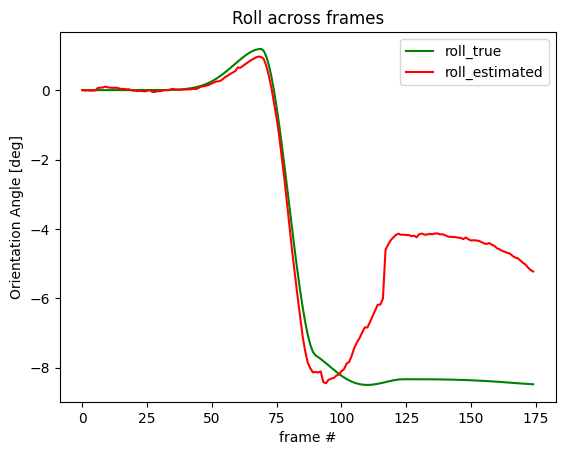 Roll across frames
roll_true
roll_estimated
Orientation Angle [deg]
0
−2
−4
−6
−8
0 25 50 75 100 125 150 175
frame #